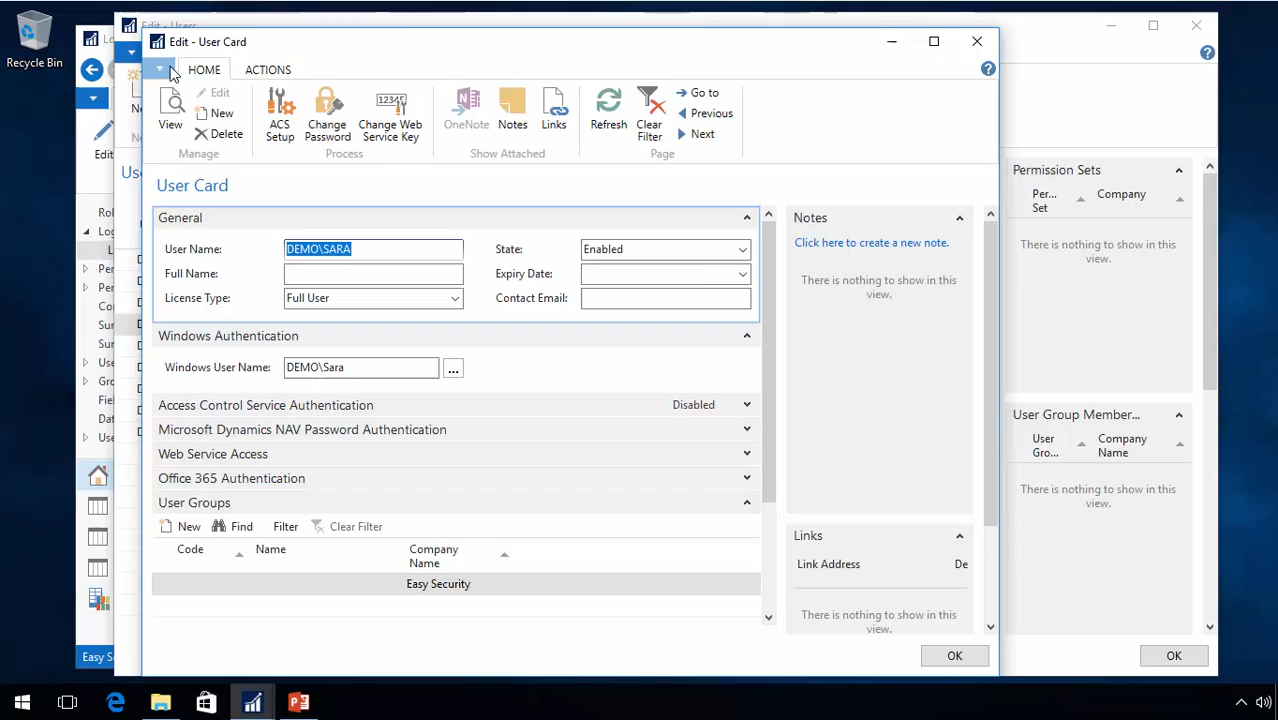 Recycle Bin
Edit - Users
Edit - User Card
HOME
ACTIONS
View
Edit
New
Delete
Manage
ACS Setup
Change Password
Change Web Service Key
Process
OneNote
Notes
Links
Show Attached
Refresh
Clear Filter
Go to
Previous
Next
Page
Edit
User Card
General
User Name:
DEMO\SARA
State:
Enabled
Full Name:
Expiry Date:
License Type:
Full User
Contact Email:
Windows Authentication
Windows User Name:
DEMO\Sara
...
Access Control Service Authentication
Disabled
Microsoft Dynamics NAV Password Authentication
Web Service Access
Office 365 Authentication
User Groups
New
Find
Filter
Clear Filter
Code
Name
Company Name
Easy Security
Notes
Click here to create a new note.
There is nothing to show in this view.
Links
Link Address
De
There is nothing to show in this view.
OK
Permission Sets
Per... Set
Company
There is nothing to show in this view.
User Group Member...
User Gro...
Company Name
There is nothing to show in this view.
OK